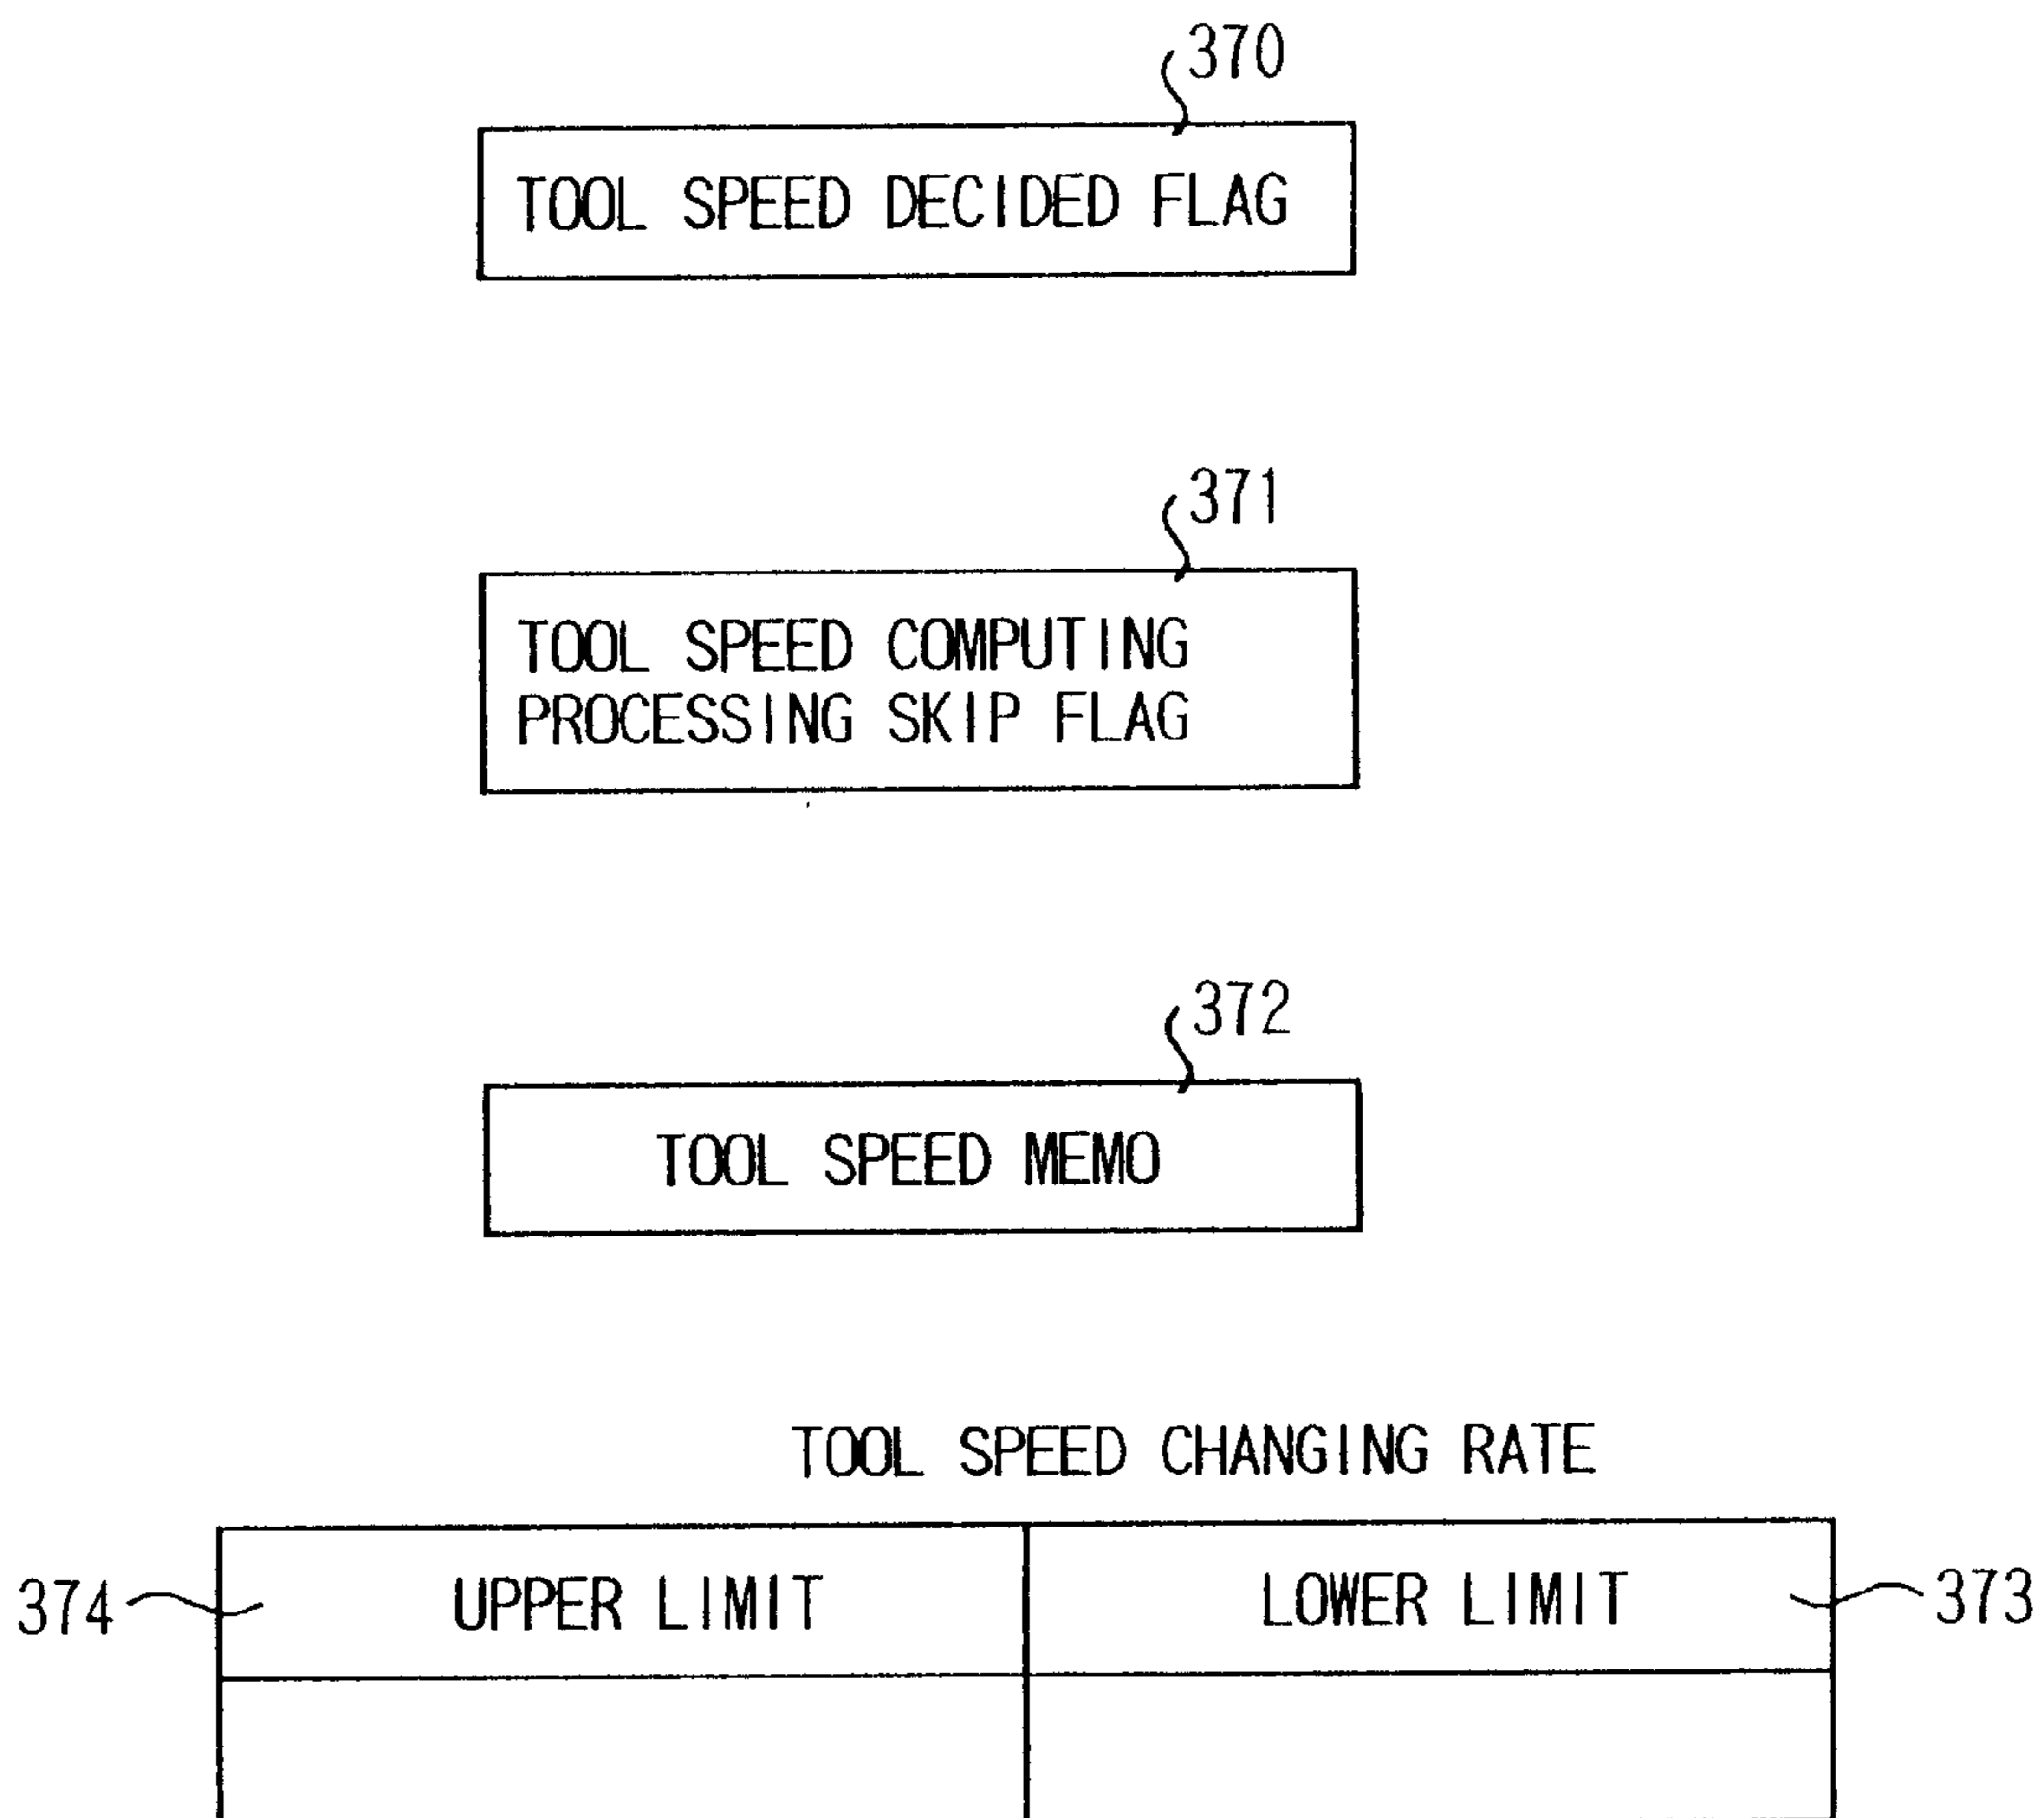 370
TOOL SPEED DECIDED FLAG
371
TOOL SPEED COMPUTING
PROCESSING SKIP FLAG
372
TOOL SPEED MEMO
TOOL SPEED CHANGING RATE
374 UPPER LIMIT LOWER LIMIT 373